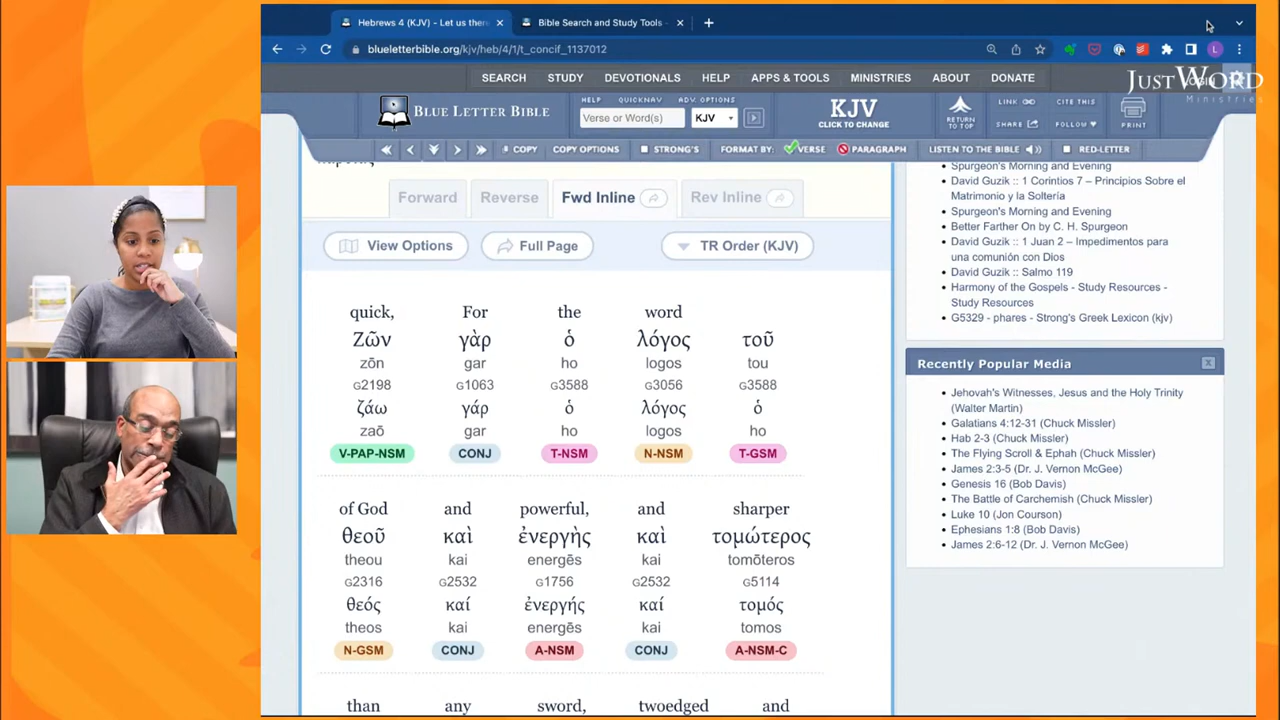 Hebrews 4 (KJV) - Let us there
Bible Search and Study Tools -
blueletterbible.org/kjv/heb/4/1/t_concif_1137012
L
SEARCH STUDY DEVOTIONALS HELP APPS & TOOLS MINISTRIES ABOUT DONATE
JUSTWORD
Ministries
BLUE LETTER BIBLE
HELP QUICKNAV ADV. OPTIONS
Verse or Word(s) KJV
KJV
CLICK TO CHANGE
RETURN
TO TOP
LINK CITE THIS
SHARE FOLLOW
PRINT
COPY COPY OPTIONS STRONG'S FORMAT BY: VERSE PARAGRAPH LISTEN TO THE BIBLE RED-LETTER
Forward Reverse Fwd Inline Rev Inline
View Options Full Page TR Order (KJV)
quick, For the word
Ζῶν γὰρ ὁ λόγος τοῦ
zōn gar ho logos tou
G2198 G1063 G3588 G3056 G3588
ζάω γάρ ὁ λόγος ὁ
zaō gar ho logos ho
V-PAP-NSM CONJ T-NSM N-NSM T-GSM
of God and powerful, and sharper
θεοῦ καὶ ἐνεργὴς καὶ τομώτερος
theou kai energēs kai tomōteros
G2316 G2532 G1756 G2532 G5114
θεός καί ἐνεργής καί τομός
theos kai energēs kai tomos
N-GSM CONJ A-NSM CONJ A-NSM-C
than any sword, twoedged and
Spurgeon's Morning and Evening
David Guzik :: 1 Corintios 7 – Principios Sobre el
Matrimonio y la Soltería
Spurgeon's Morning and Evening
Better Farther On by C. H. Spurgeon
David Guzik :: 1 Juan 2 – Impedimentos para
una comunión con Dios
David Guzik :: Salmo 119
Harmony of the Gospels - Study Resources -
Study Resources
G5329 - phares - Strong's Greek Lexicon (kjv)
Recently Popular Media
Jehovah's Witnesses, Jesus and the Holy Trinity
(Walter Martin)
Galatians 4:12-31 (Chuck Missler)
Hab 2-3 (Chuck Missler)
The Flying Scroll & Ephah (Chuck Missler)
James 2:3-5 (Dr. J. Vernon McGee)
Genesis 16 (Bob Davis)
The Battle of Carchemish (Chuck Missler)
Luke 10 (Jon Courson)
Ephesians 1:8 (Bob Davis)
James 2:6-12 (Dr. J. Vernon McGee)